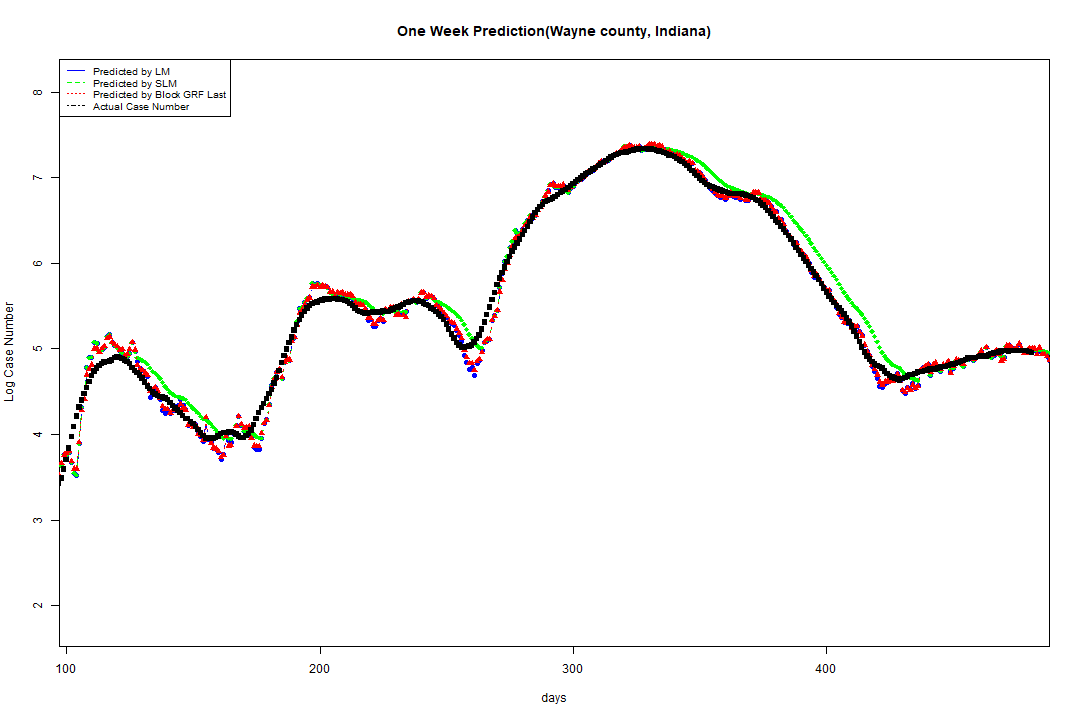 One Week Prediction(Wayne county, Indiana)
Predicted by LM
Predicted by SLM
Predicted by Block GRF Last
Actual Case Number
8
7
6
5
4
3
2
Log Case Number
100 200 300 400
days